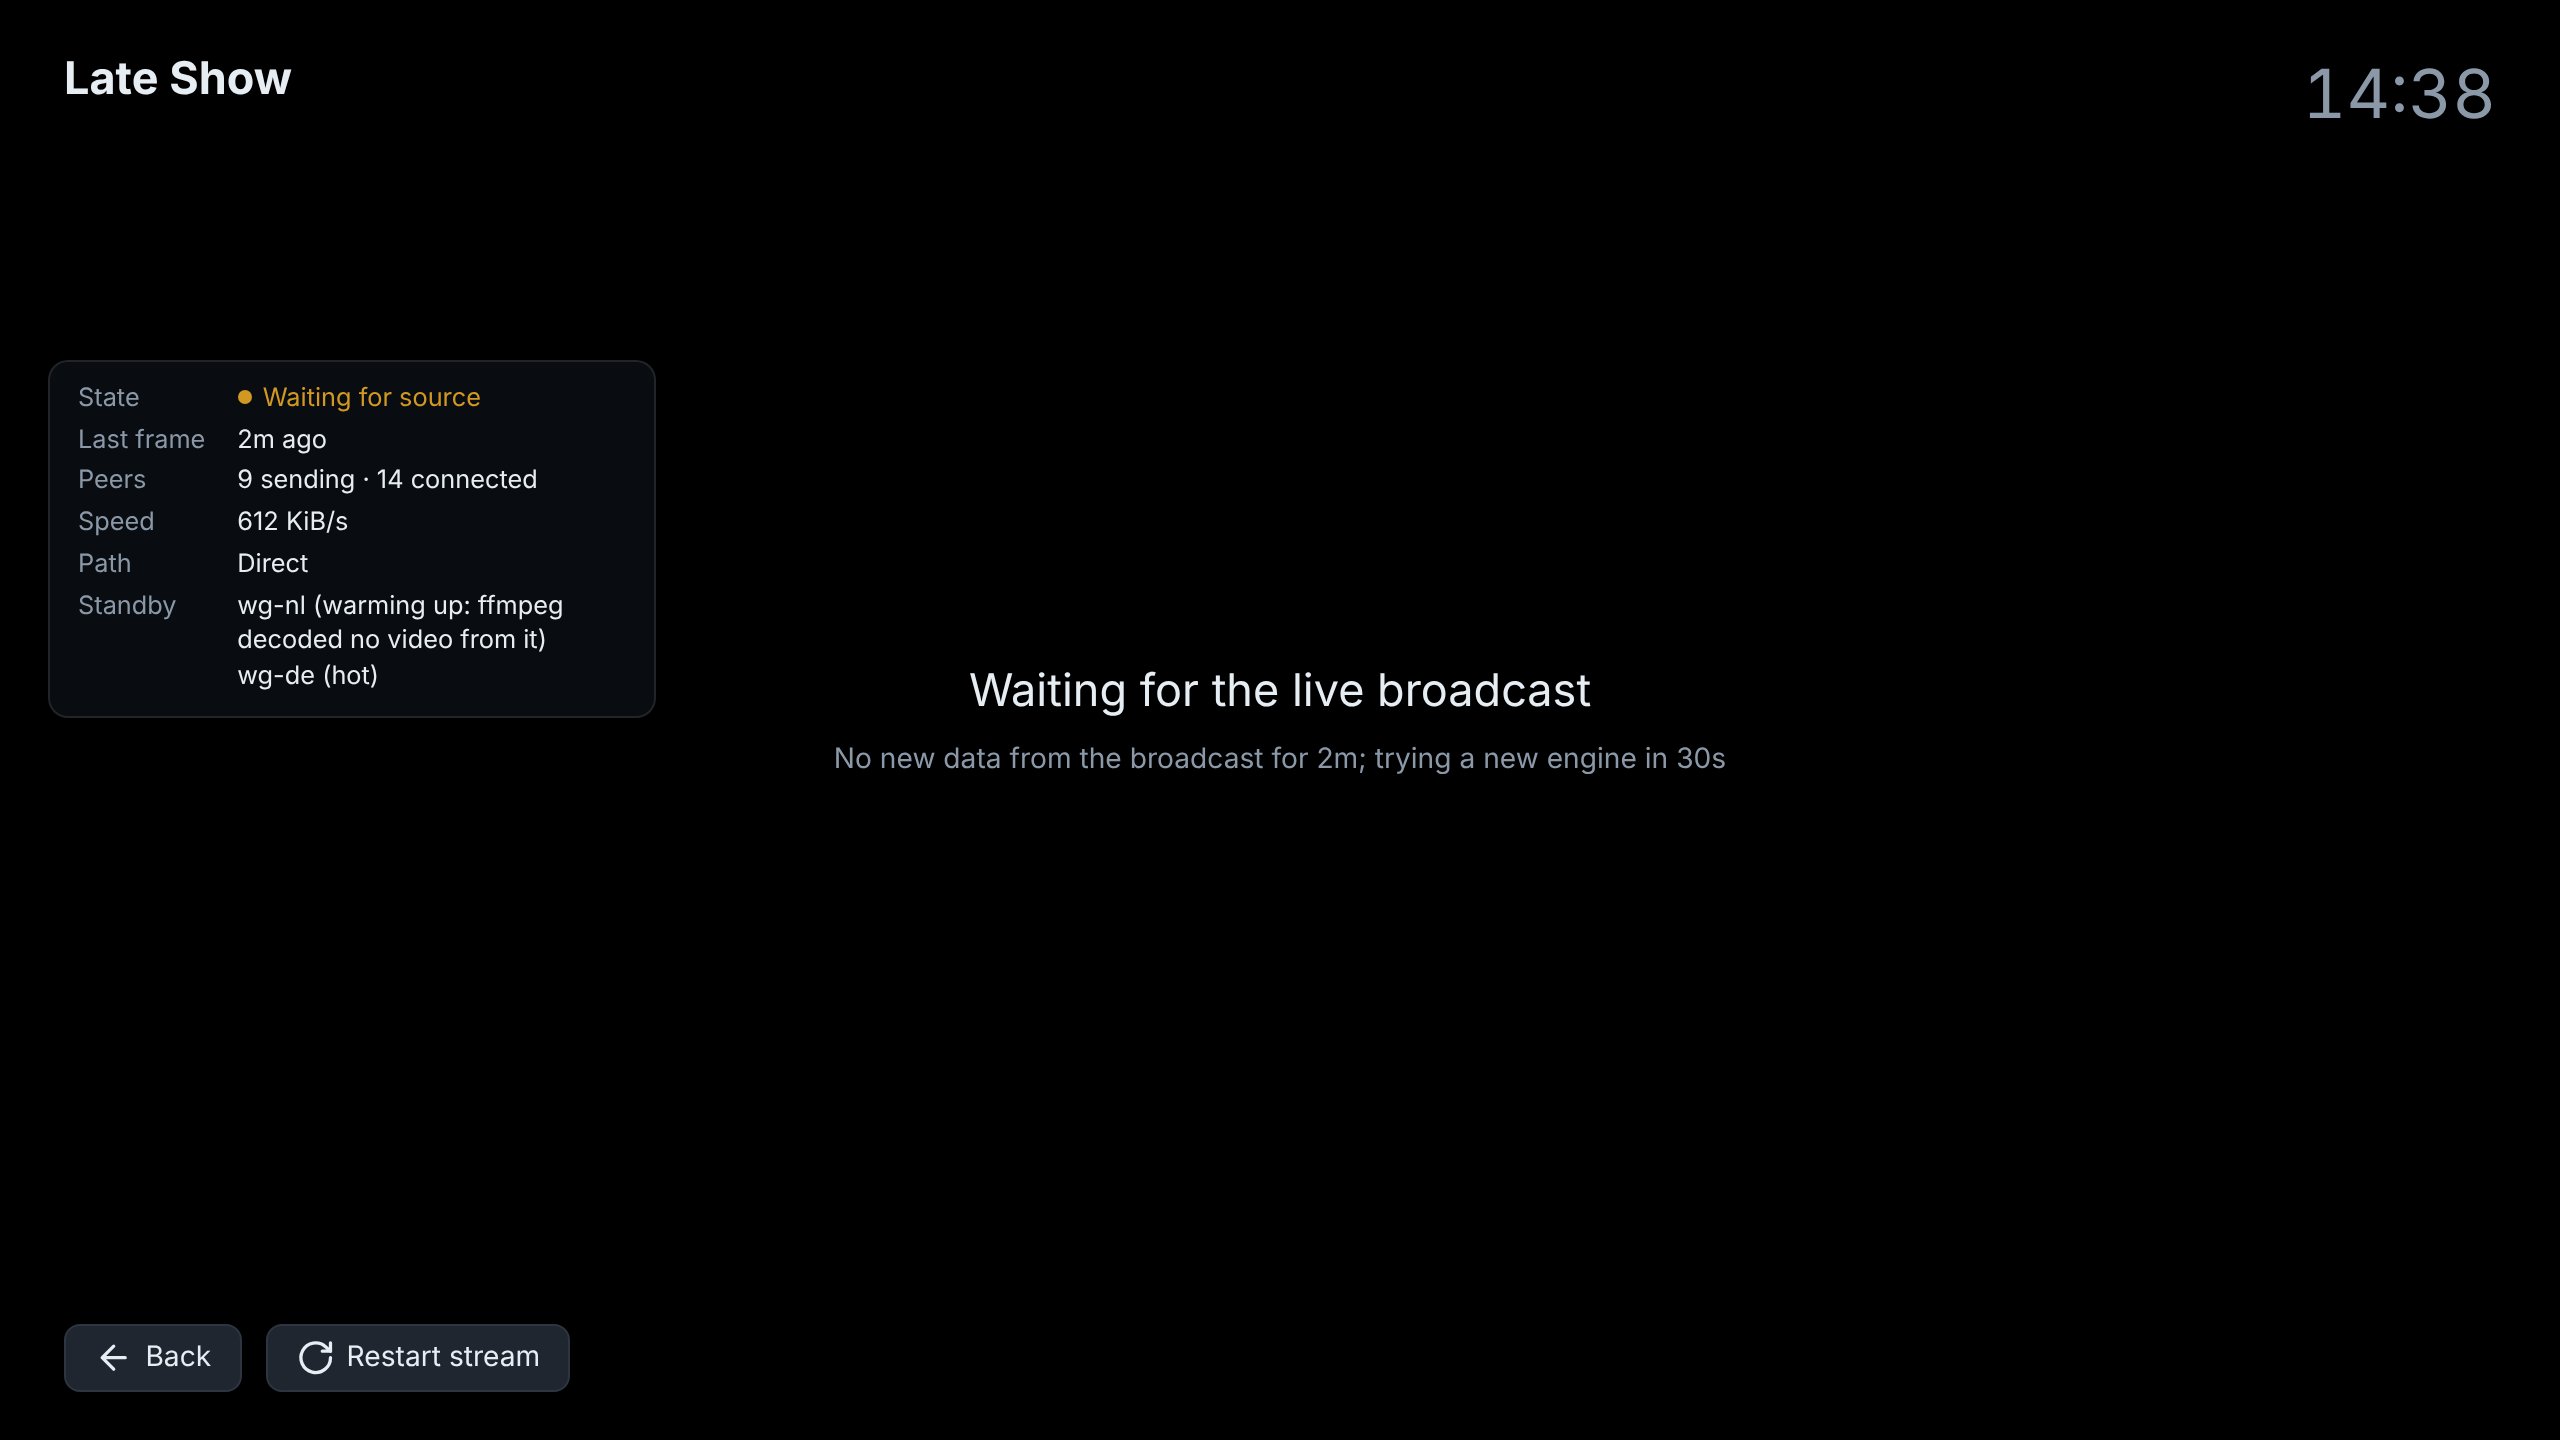 Late Show
14:38
State ● Waiting for source
Last frame 2m ago
Peers 9 sending · 14 connected
Speed 612 KiB/s
Path Direct
Standby wg-nl (warming up: ffmpeg
decoded no video from it)
wg-de (hot)
Waiting for the live broadcast
No new data from the broadcast for 2m; trying a new engine in 30s
Back
Restart stream